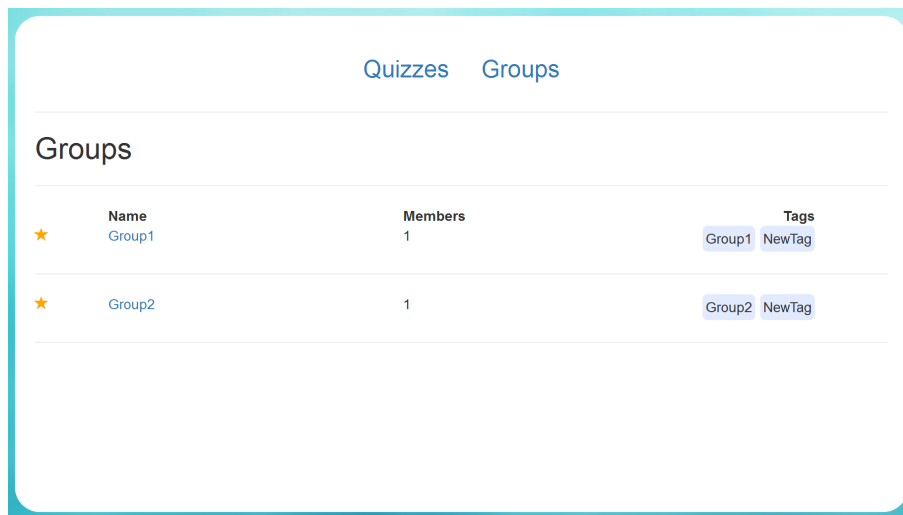 Quizzes Groups
Groups
Name Members Tags
Group1 1 Group1 NewTag
Group2 1 Group2 NewTag